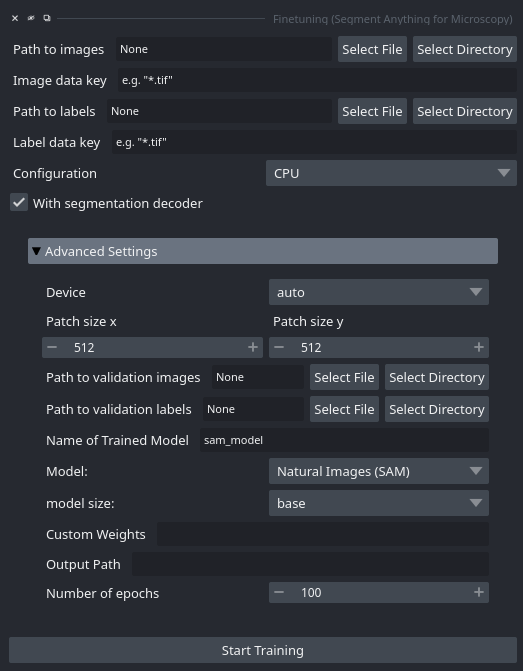 Finetuning (Segment Anything for Microscopy)
Path to images None Select File Select Directory
Image data key e.g. "*.tif"
Path to labels None Select File Select Directory
Label data key e.g. "*.tif"
Configuration CPU
With segmentation decoder
Advanced Settings
Device auto
Patch size x Patch size y
512 512
Path to validation images None Select File Select Directory
Path to validation labels None Select File Select Directory
Name of Trained Model sam_model
Model: Natural Images (SAM)
model size: base
Custom Weights
Output Path
Number of epochs 100
Start Training